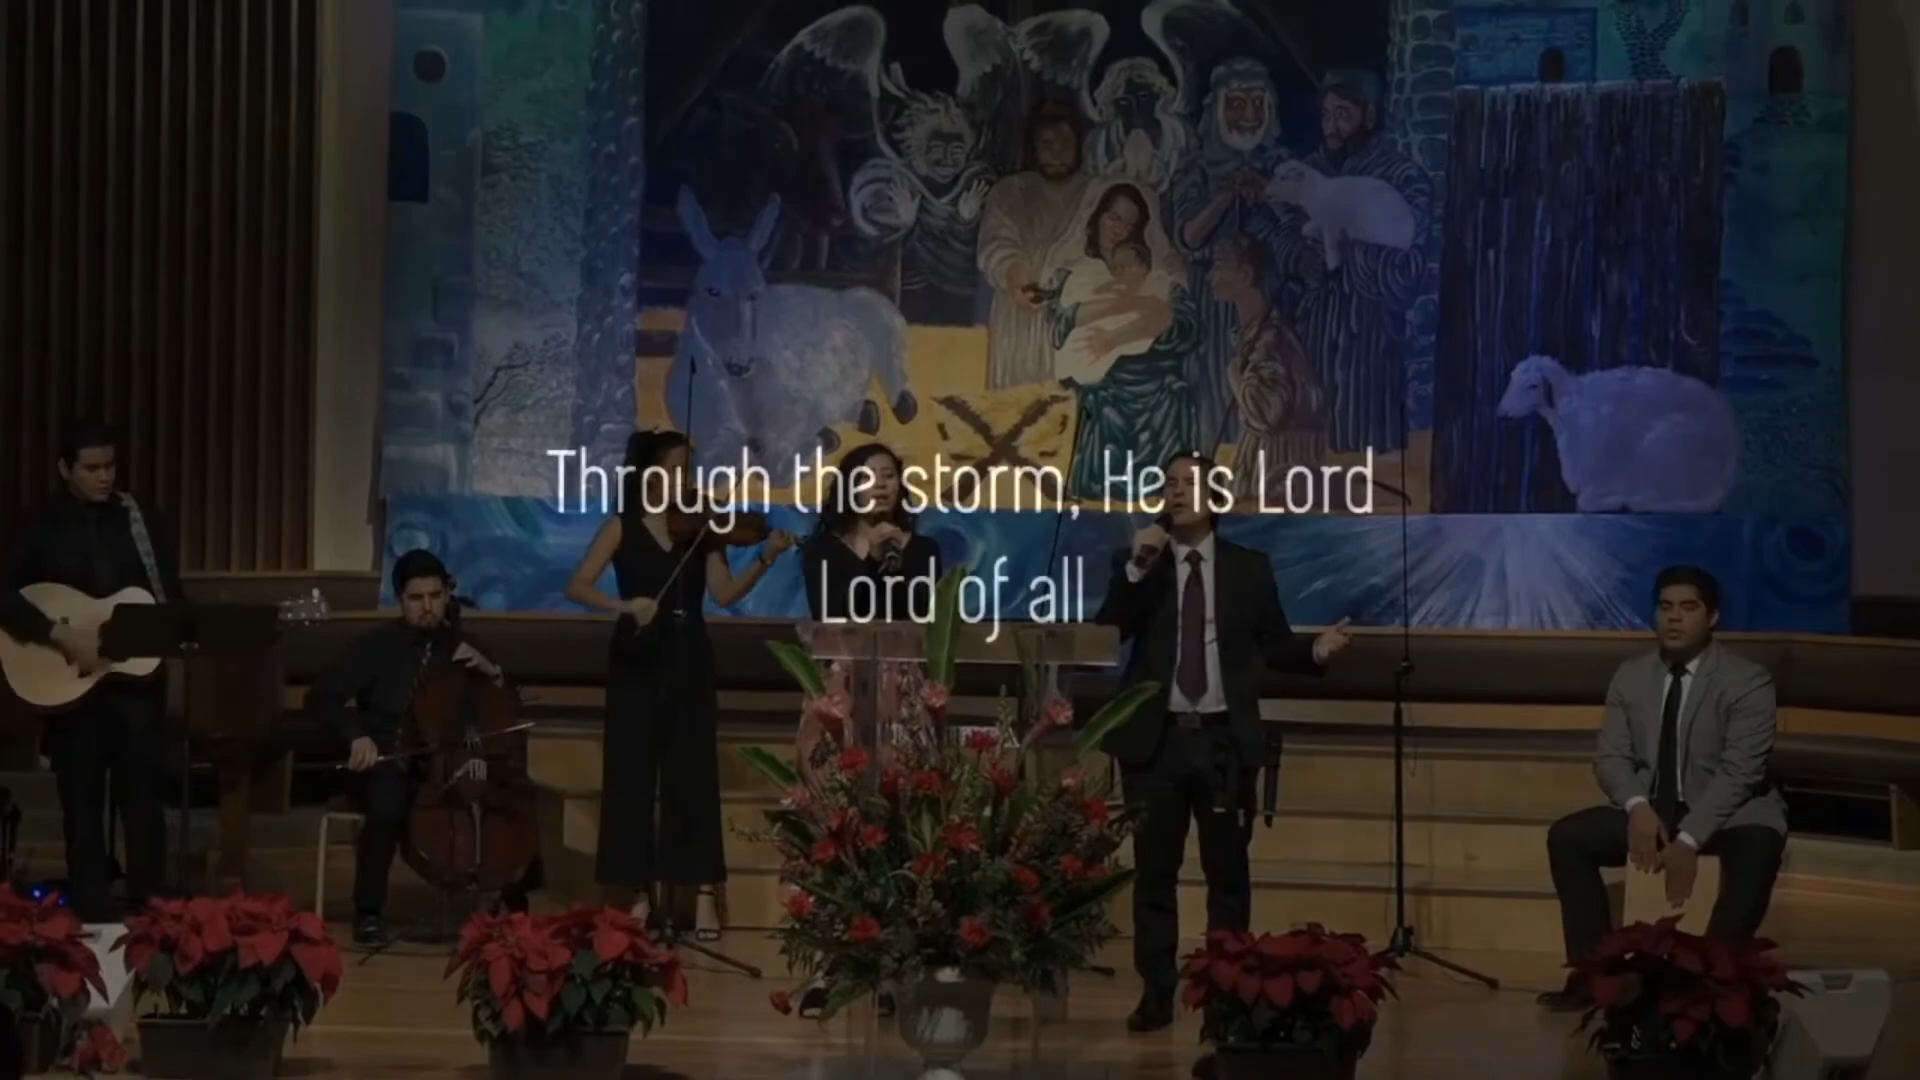 Through the storm, He is Lord
Lord of all